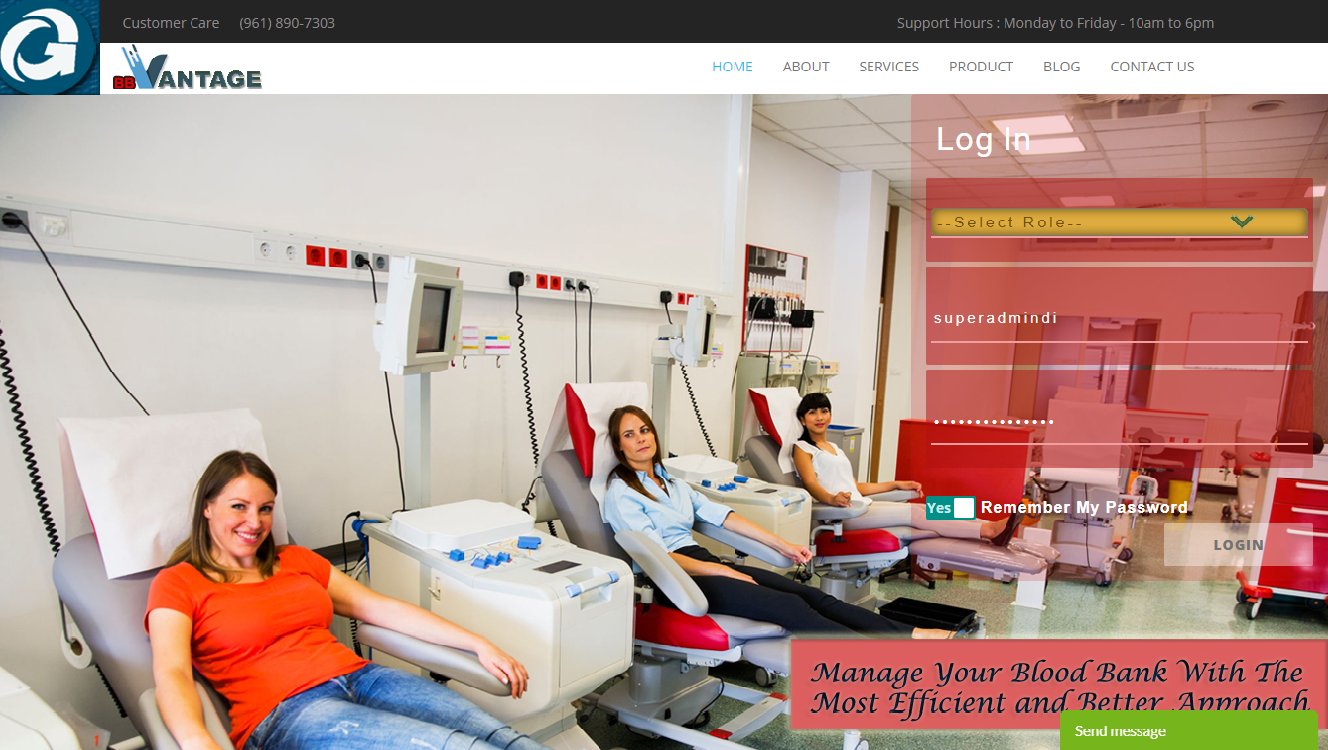 Customer Care (961) 890-7303
Support Hours : Monday to Friday - 10am to 6pm
G
BB VANTAGE
HOME ABOUT SERVICES PRODUCT BLOG CONTACT US
Log In
--Select Role--
superadmindi
•••••••••••••••
Yes Remember My Password
LOGIN
Manage Your Blood Bank With The
Most Efficient and Better Approach
Send message